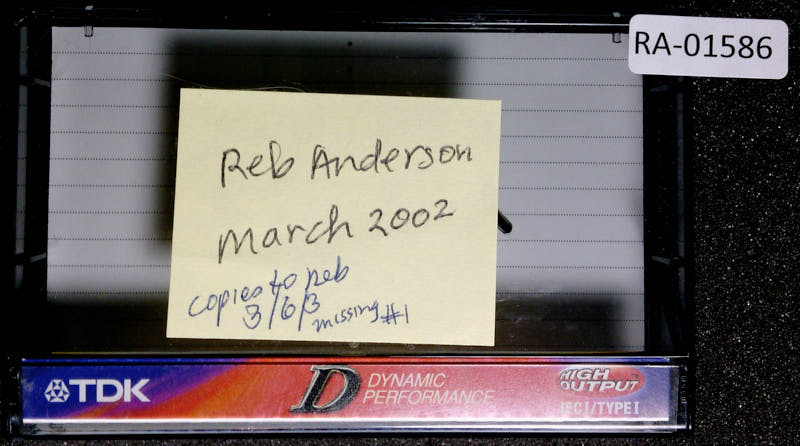 RA-01586
Reb Anderson
March 2002
copies to Reb
3/6/3
missing #1
TDK
D DYNAMIC
PERFORMANCE
HIGH
OUTPUT
IECI/TYPE I